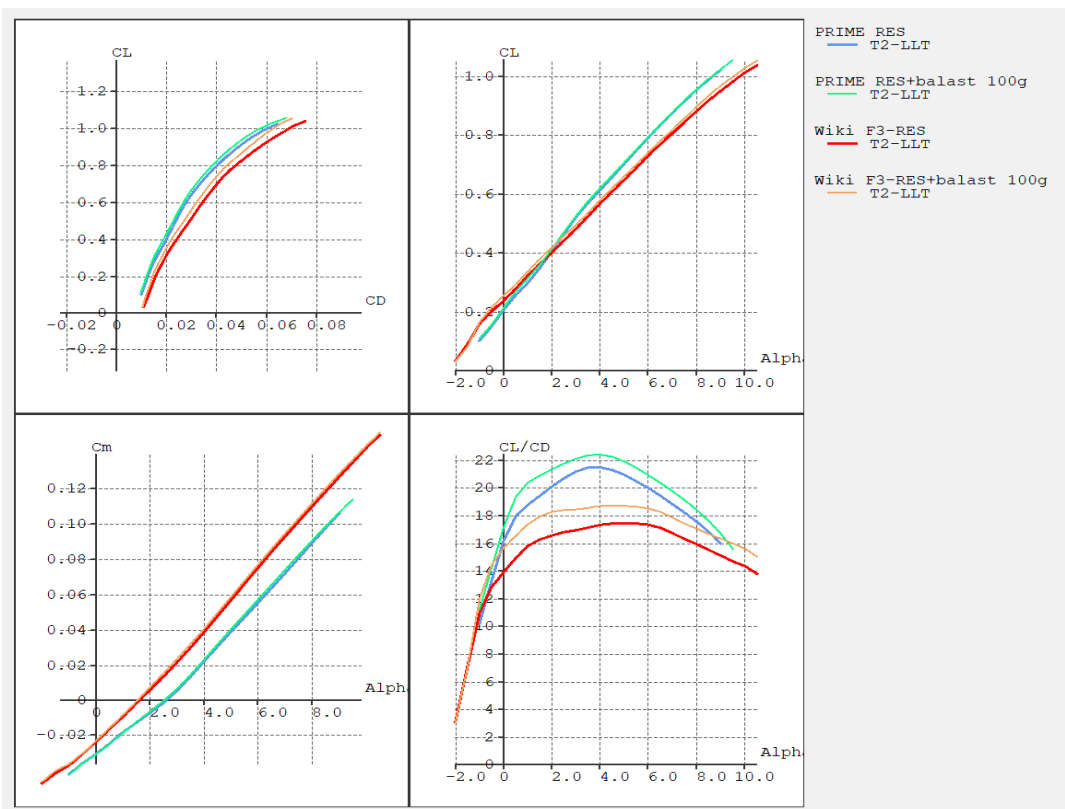 CL
1.2
1.0
0.8
0.6
0.4
0.2
0
CD
-0.02 0 0.02 0.04 0.06 0.08
-0.2
CL
1.0
0.8
0.6
0.4
0.2
0
Alpha
-2.0 0 2.0 4.0 6.0 8.0 10.0
Cm
0.12
0.10
0.08
0.06
0.04
0.02
0
Alpha
0 2.0 4.0 6.0 8.0
-0.02
CL/CD
22
20
18
16
14
12
10
8
6
4
2
0
Alpha
-2.0 0 2.0 4.0 6.0 8.0 10.0
PRIME RES
T2-LLT
PRIME RES+balast 100g
T2-LLT
Wiki F3-RES
T2-LLT
Wiki F3-RES+balast 100g
T2-LLT